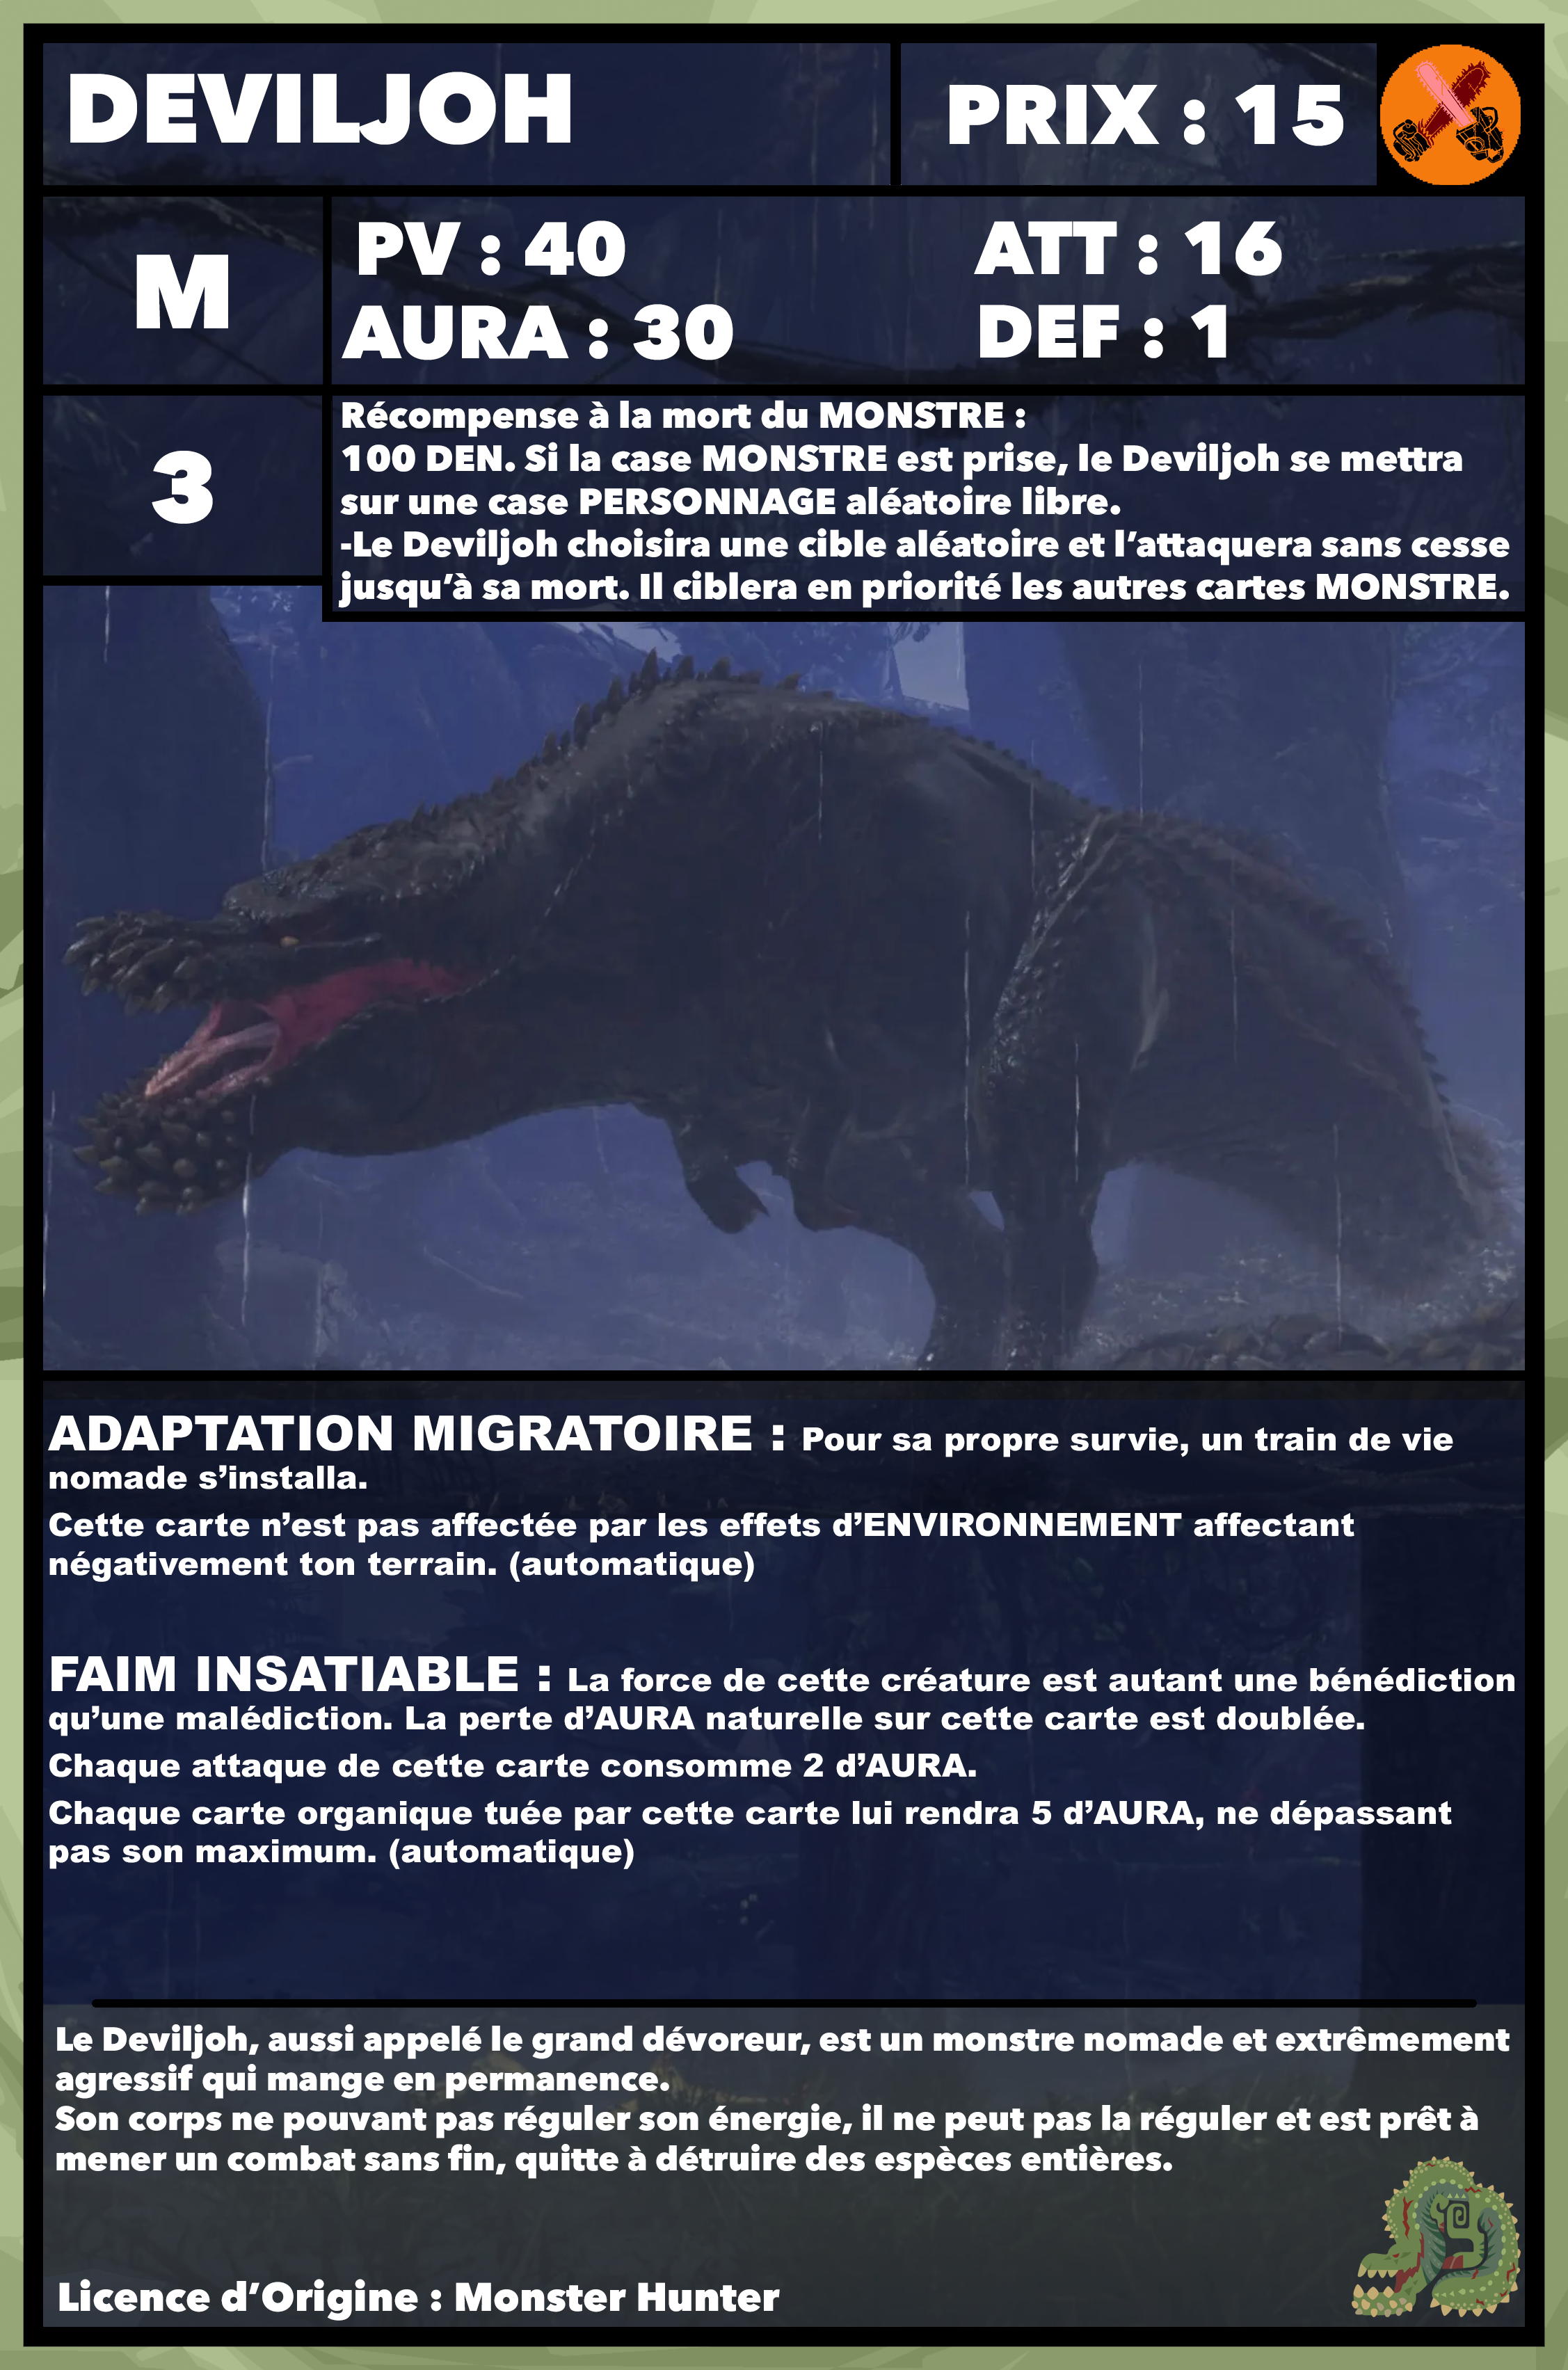 DEVILJOH
PRIX : 15
M
PV : 40
ATT : 16
AURA : 30
DEF : 1
3
Récompense à la mort du MONSTRE :
100 DEN. Si la case MONSTRE est prise, le Deviljoh se mettra
sur une case PERSONNAGE aléatoire libre.
-Le Deviljoh choisira une cible aléatoire et l’attaquera sans cesse
jusqu’à sa mort. Il ciblera en priorité les autres cartes MONSTRE.
ADAPTATION MIGRATOIRE : Pour sa propre survie, un train de vie
nomade s’installa.
Cette carte n’est pas affectée par les effets d’ENVIRONNEMENT affectant
négativement ton terrain. (automatique)
FAIM INSATIABLE : La force de cette créature est autant une bénédiction
qu’une malédiction. La perte d’AURA naturelle sur cette carte est doublée.
Chaque attaque de cette carte consomme 2 d’AURA.
Chaque carte organique tuée par cette carte lui rendra 5 d’AURA, ne dépassant
pas son maximum. (automatique)
Le Deviljoh, aussi appelé le grand dévoreur, est un monstre nomade et extrêmement
agressif qui mange en permanence.
Son corps ne pouvant pas réguler son énergie, il ne peut pas la réguler et est prêt à
mener un combat sans fin, quitte à détruire des espèces entières.
Licence d’Origine : Monster Hunter